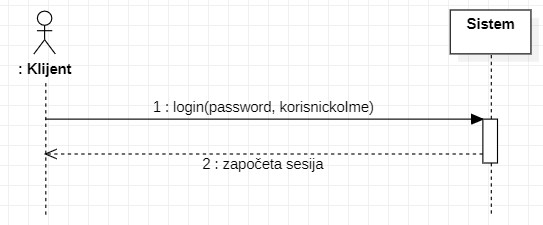 Sistem
: Klijent
1 : login(password, korisnickoIme)
2 : započeta sesija